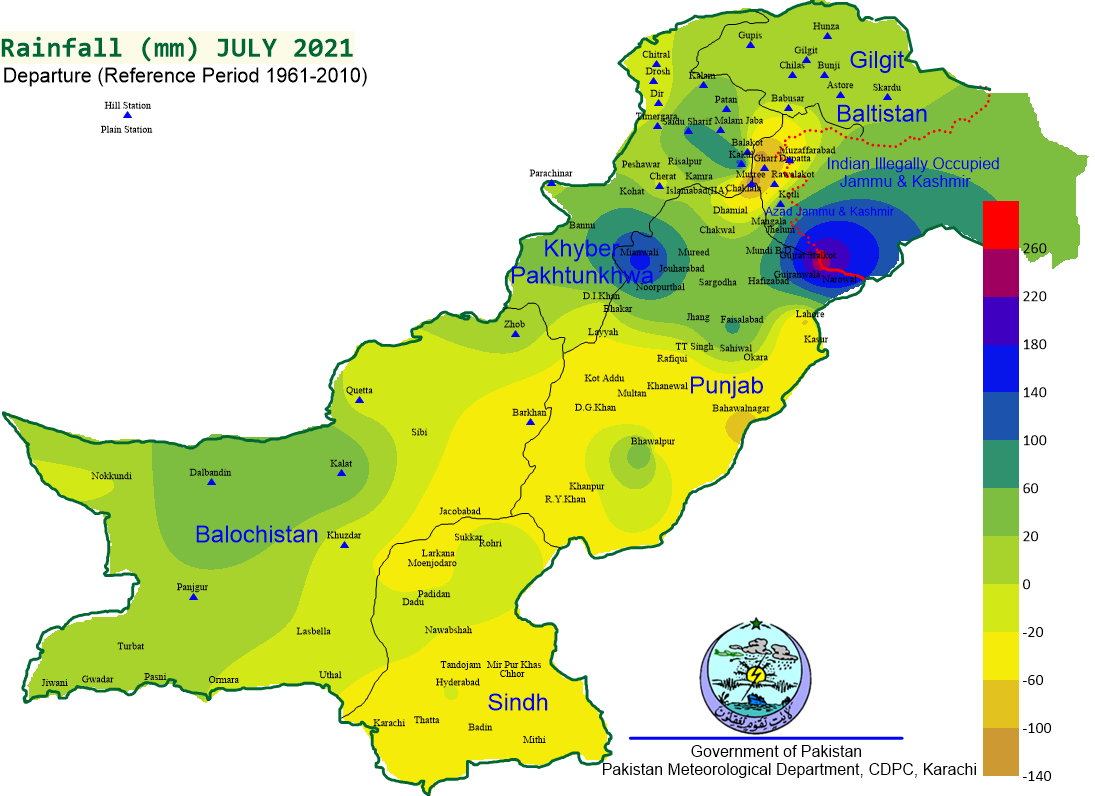 Rainfall (mm) JULY 2021
Departure (Reference Period 1961-2010)
Hill Station
Plain Station
Hunza
Gupis
Gilgit
Gilgit
Chitral
Chilas
Bunji
Drosh
Kalam
Astore
Skardu
Dir
Patan
Babusar
Baltistan
Timergara
Saidu Sharif
Malam Jaba
Balakot
Muzaffarabad
Kakul
Garhi Dupatta
Peshawar
Risalpur
Indian Illegally Occupied
Jammu & Kashmir
Parachinar
Cherat
Kamra
Murree
Rawalakot
Kohat
Islamabad(IIA)
Chaklala
Kotli
Dhamial
Azad Jammu & Kashmir
Bannu
Chakwal
Mangala
Jhelum
Khyber
Pakhtunkhwa
Mianwali
Mureed
Mundi B.D
Gujrat
Sialkot
Jouharabad
Gujranwala
Narowal
Noorpurthal
Sargodha
Hafizabad
D.I.Khan
Bhakar
Jhang
Faisalabad
Lahore
Zhob
Layyah
Kasur
TT Singh
Sahiwal
Rafiqui
Okara
Kot Addu
Khanewal
Punjab
Quetta
Multan
D.G.Khan
Bahawalnagar
Barkhan
Sibi
Bhawalpur
Kalat
Nokkundi
Dalbandin
Khanpur
R.Y.Khan
Jacobabad
Balochistan
Khuzdar
Sukkar
Rohri
Larkana
Moenjodaro
Panjgur
Padidan
Dadu
Lasbella
Nawabshah
Turbat
Tandojam
Mir Pur Khas
Chhor
Uthal
Hyderabad
Jiwani
Gwadar
Pasni
Ormara
Sindh
Karachi
Thatta
Badin
Mithi
260
220
180
140
100
60
20
0
-20
-60
-100
-140
Government of Pakistan
Pakistan Meteorological Department, CDPC, Karachi